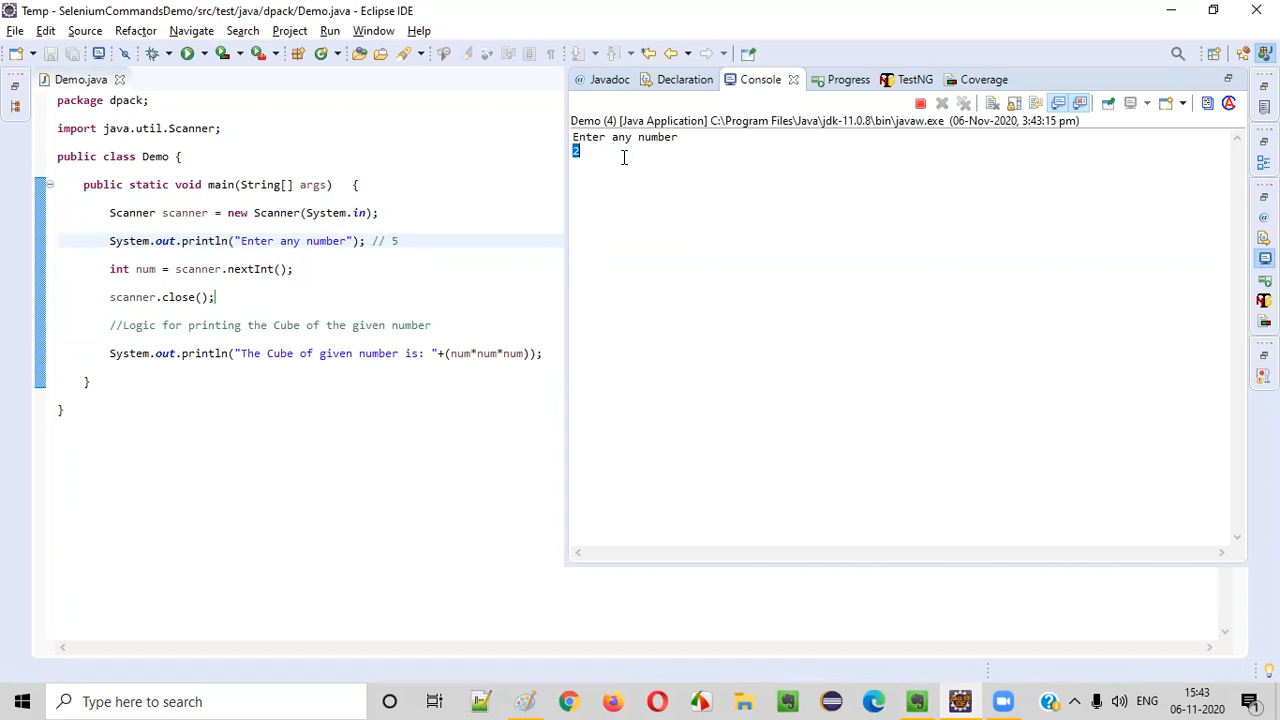 Temp - SeleniumCommandsDemo/src/test/java/dpack/Demo.java - Eclipse IDE
File Edit Source Refactor Navigate Search Project Run Window Help
Demo.java
Javadoc Declaration Console Progress TestNG Coverage
Demo (4) [Java Application] C:\Program Files\Java\jdk-11.0.8\bin\javaw.exe (06-Nov-2020, 3:43:15 pm)
Enter any number
2
package dpack;
import java.util.Scanner;
public class Demo {
public static void main(String[] args) {
Scanner scanner = new Scanner(System.in);
System.out.println("Enter any number"); // 5
int num = scanner.nextInt();
scanner.close();
//Logic for printing the Cube of the given number
System.out.println("The Cube of given number is: "+(num*num*num));
}
}
Type here to search
ENG
15:43
06-11-2020
1